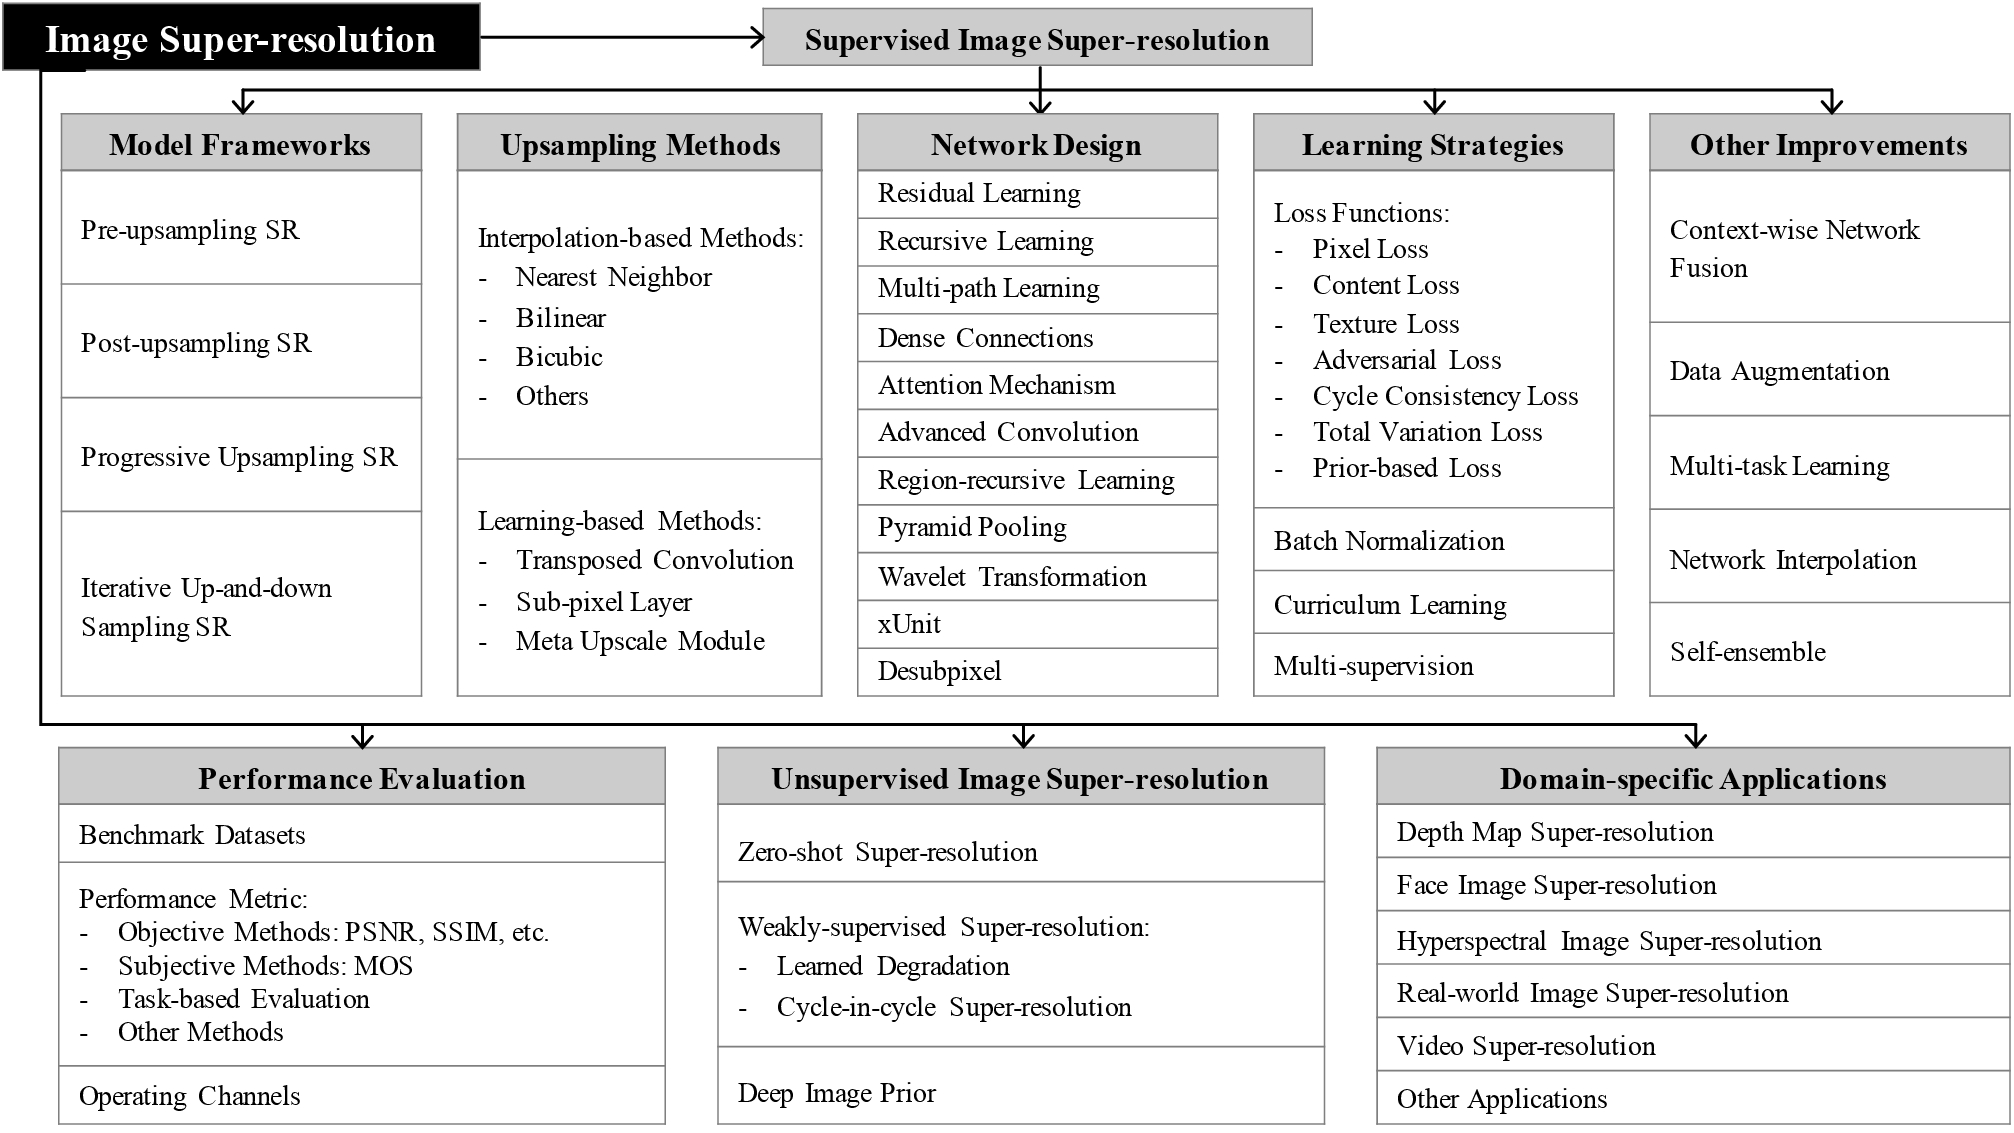 Image Super-resolution
Supervised Image Super-resolution
Model Frameworks
Pre-upsampling SR
Post-upsampling SR
Progressive Upsampling SR
Iterative Up-and-down
Sampling SR
Upsampling Methods
Interpolation-based Methods:
- Nearest Neighbor
- Bilinear
- Bicubic
- Others
Learning-based Methods:
- Transposed Convolution
- Sub-pixel Layer
- Meta Upscale Module
Network Design
Residual Learning
Recursive Learning
Multi-path Learning
Dense Connections
Attention Mechanism
Advanced Convolution
Region-recursive Learning
Pyramid Pooling
Wavelet Transformation
xUnit
Desubpixel
Learning Strategies
Loss Functions:
- Pixel Loss
- Content Loss
- Texture Loss
- Adversarial Loss
- Cycle Consistency Loss
- Total Variation Loss
- Prior-based Loss
Batch Normalization
Curriculum Learning
Multi-supervision
Other Improvements
Context-wise Network
Fusion
Data Augmentation
Multi-task Learning
Network Interpolation
Self-ensemble
Performance Evaluation
Benchmark Datasets
Performance Metric:
- Objective Methods: PSNR, SSIM, etc.
- Subjective Methods: MOS
- Task-based Evaluation
- Other Methods
Operating Channels
Unsupervised Image Super-resolution
Zero-shot Super-resolution
Weakly-supervised Super-resolution:
- Learned Degradation
- Cycle-in-cycle Super-resolution
Deep Image Prior
Domain-specific Applications
Depth Map Super-resolution
Face Image Super-resolution
Hyperspectral Image Super-resolution
Real-world Image Super-resolution
Video Super-resolution
Other Applications